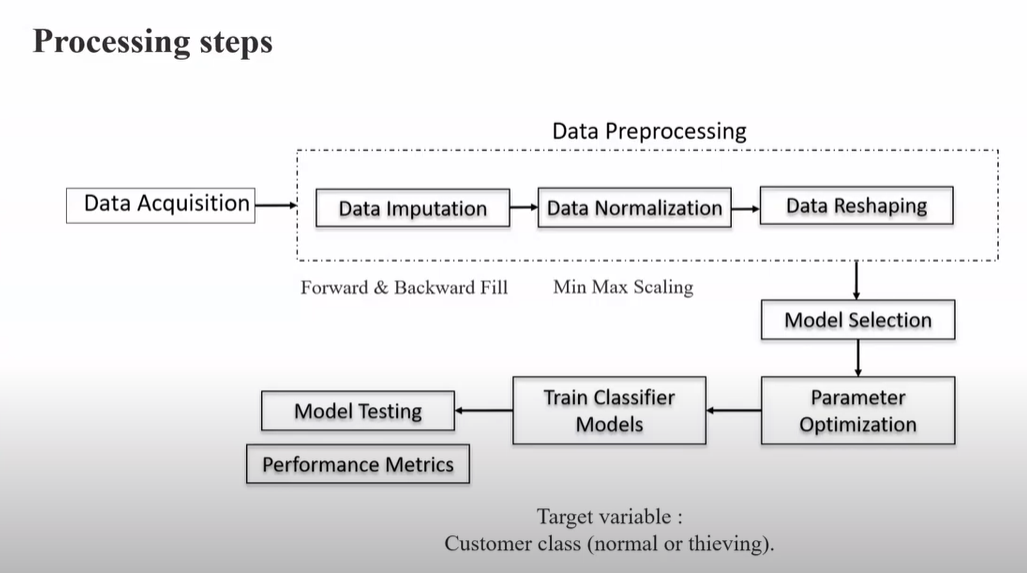 Processing steps
Data Preprocessing
Data Acquisition
Data Imputation
Data Normalization
Data Reshaping
Forward & Backward Fill
Min Max Scaling
Model Selection
Parameter
Optimization
Train Classifier
Models
Model Testing
Performance Metrics
Target variable :
Customer class (normal or thieving).